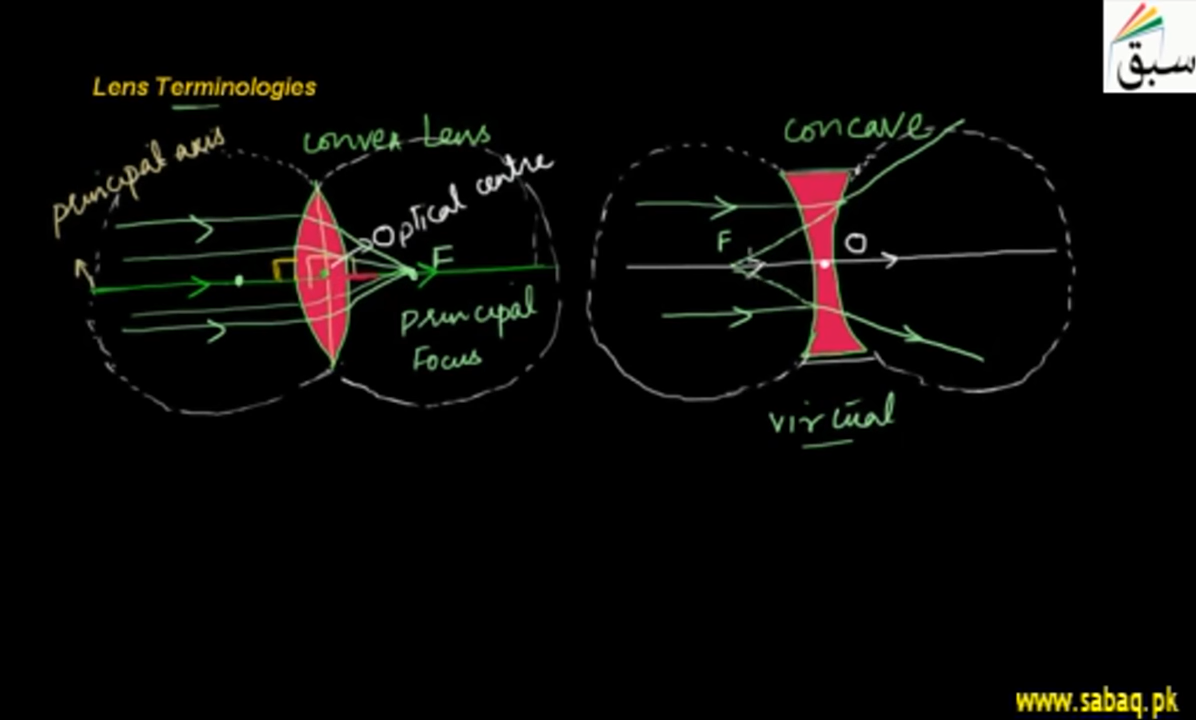 سبق
Lens Terminologies
principal axis
convex Lens
Optical centre
F
principal
Focus
concave
F
O
virtual
www.sabaq.pk